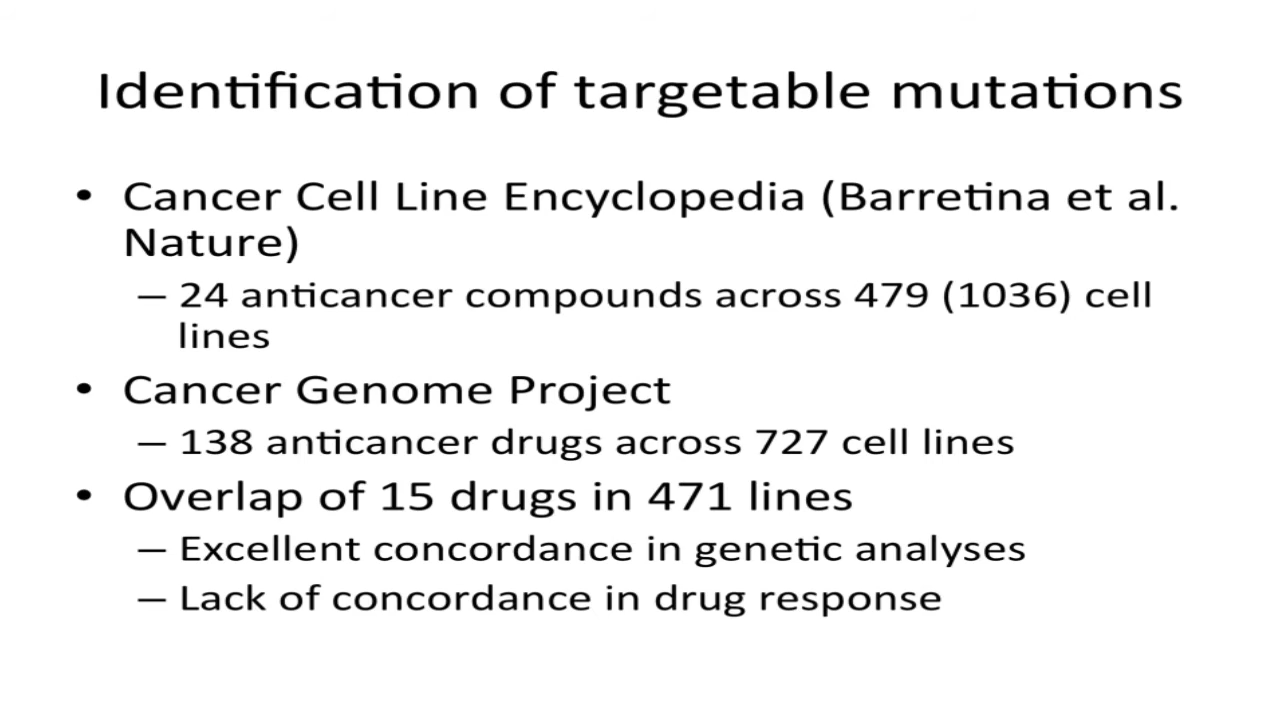 Identification of targetable mutations
• Cancer Cell Line Encyclopedia (Barretina et al.
Nature)
– 24 anticancer compounds across 479 (1036) cell
lines
• Cancer Genome Project
– 138 anticancer drugs across 727 cell lines
• Overlap of 15 drugs in 471 lines
– Excellent concordance in genetic analyses
– Lack of concordance in drug response